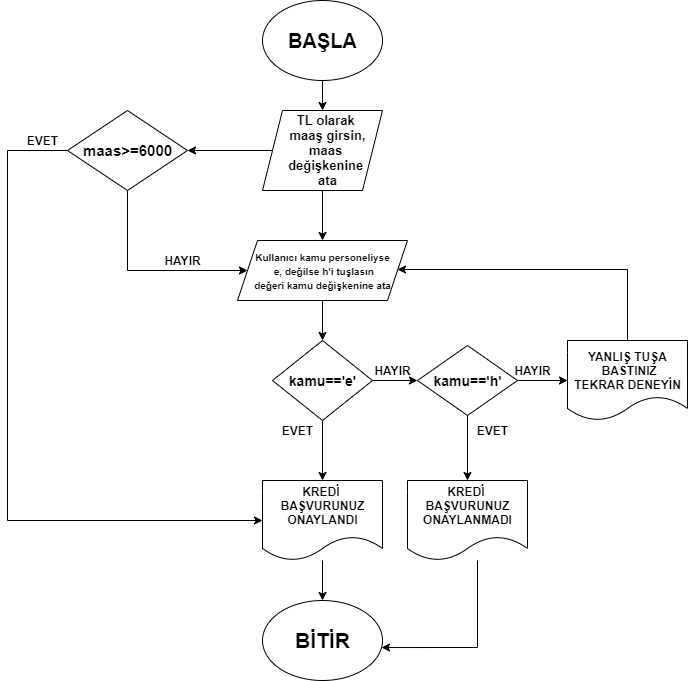 BAŞLA
TL olarak
maaş girsin,
maas
değişkenine
ata
EVET
maas>=6000
HAYIR
Kullanıcı kamu personeliyse
e, değilse h'i tuşlasın
değeri kamu değişkenine ata
kamu=='e'
HAYIR
kamu=='h'
HAYIR
YANLIŞ TUŞA
BASTINIZ
TEKRAR DENEYİN
EVET
EVET
KREDİ
BAŞVURUNUZ
ONAYLANDI
KREDİ
BAŞVURUNUZ
ONAYLANMADI
BİTİR